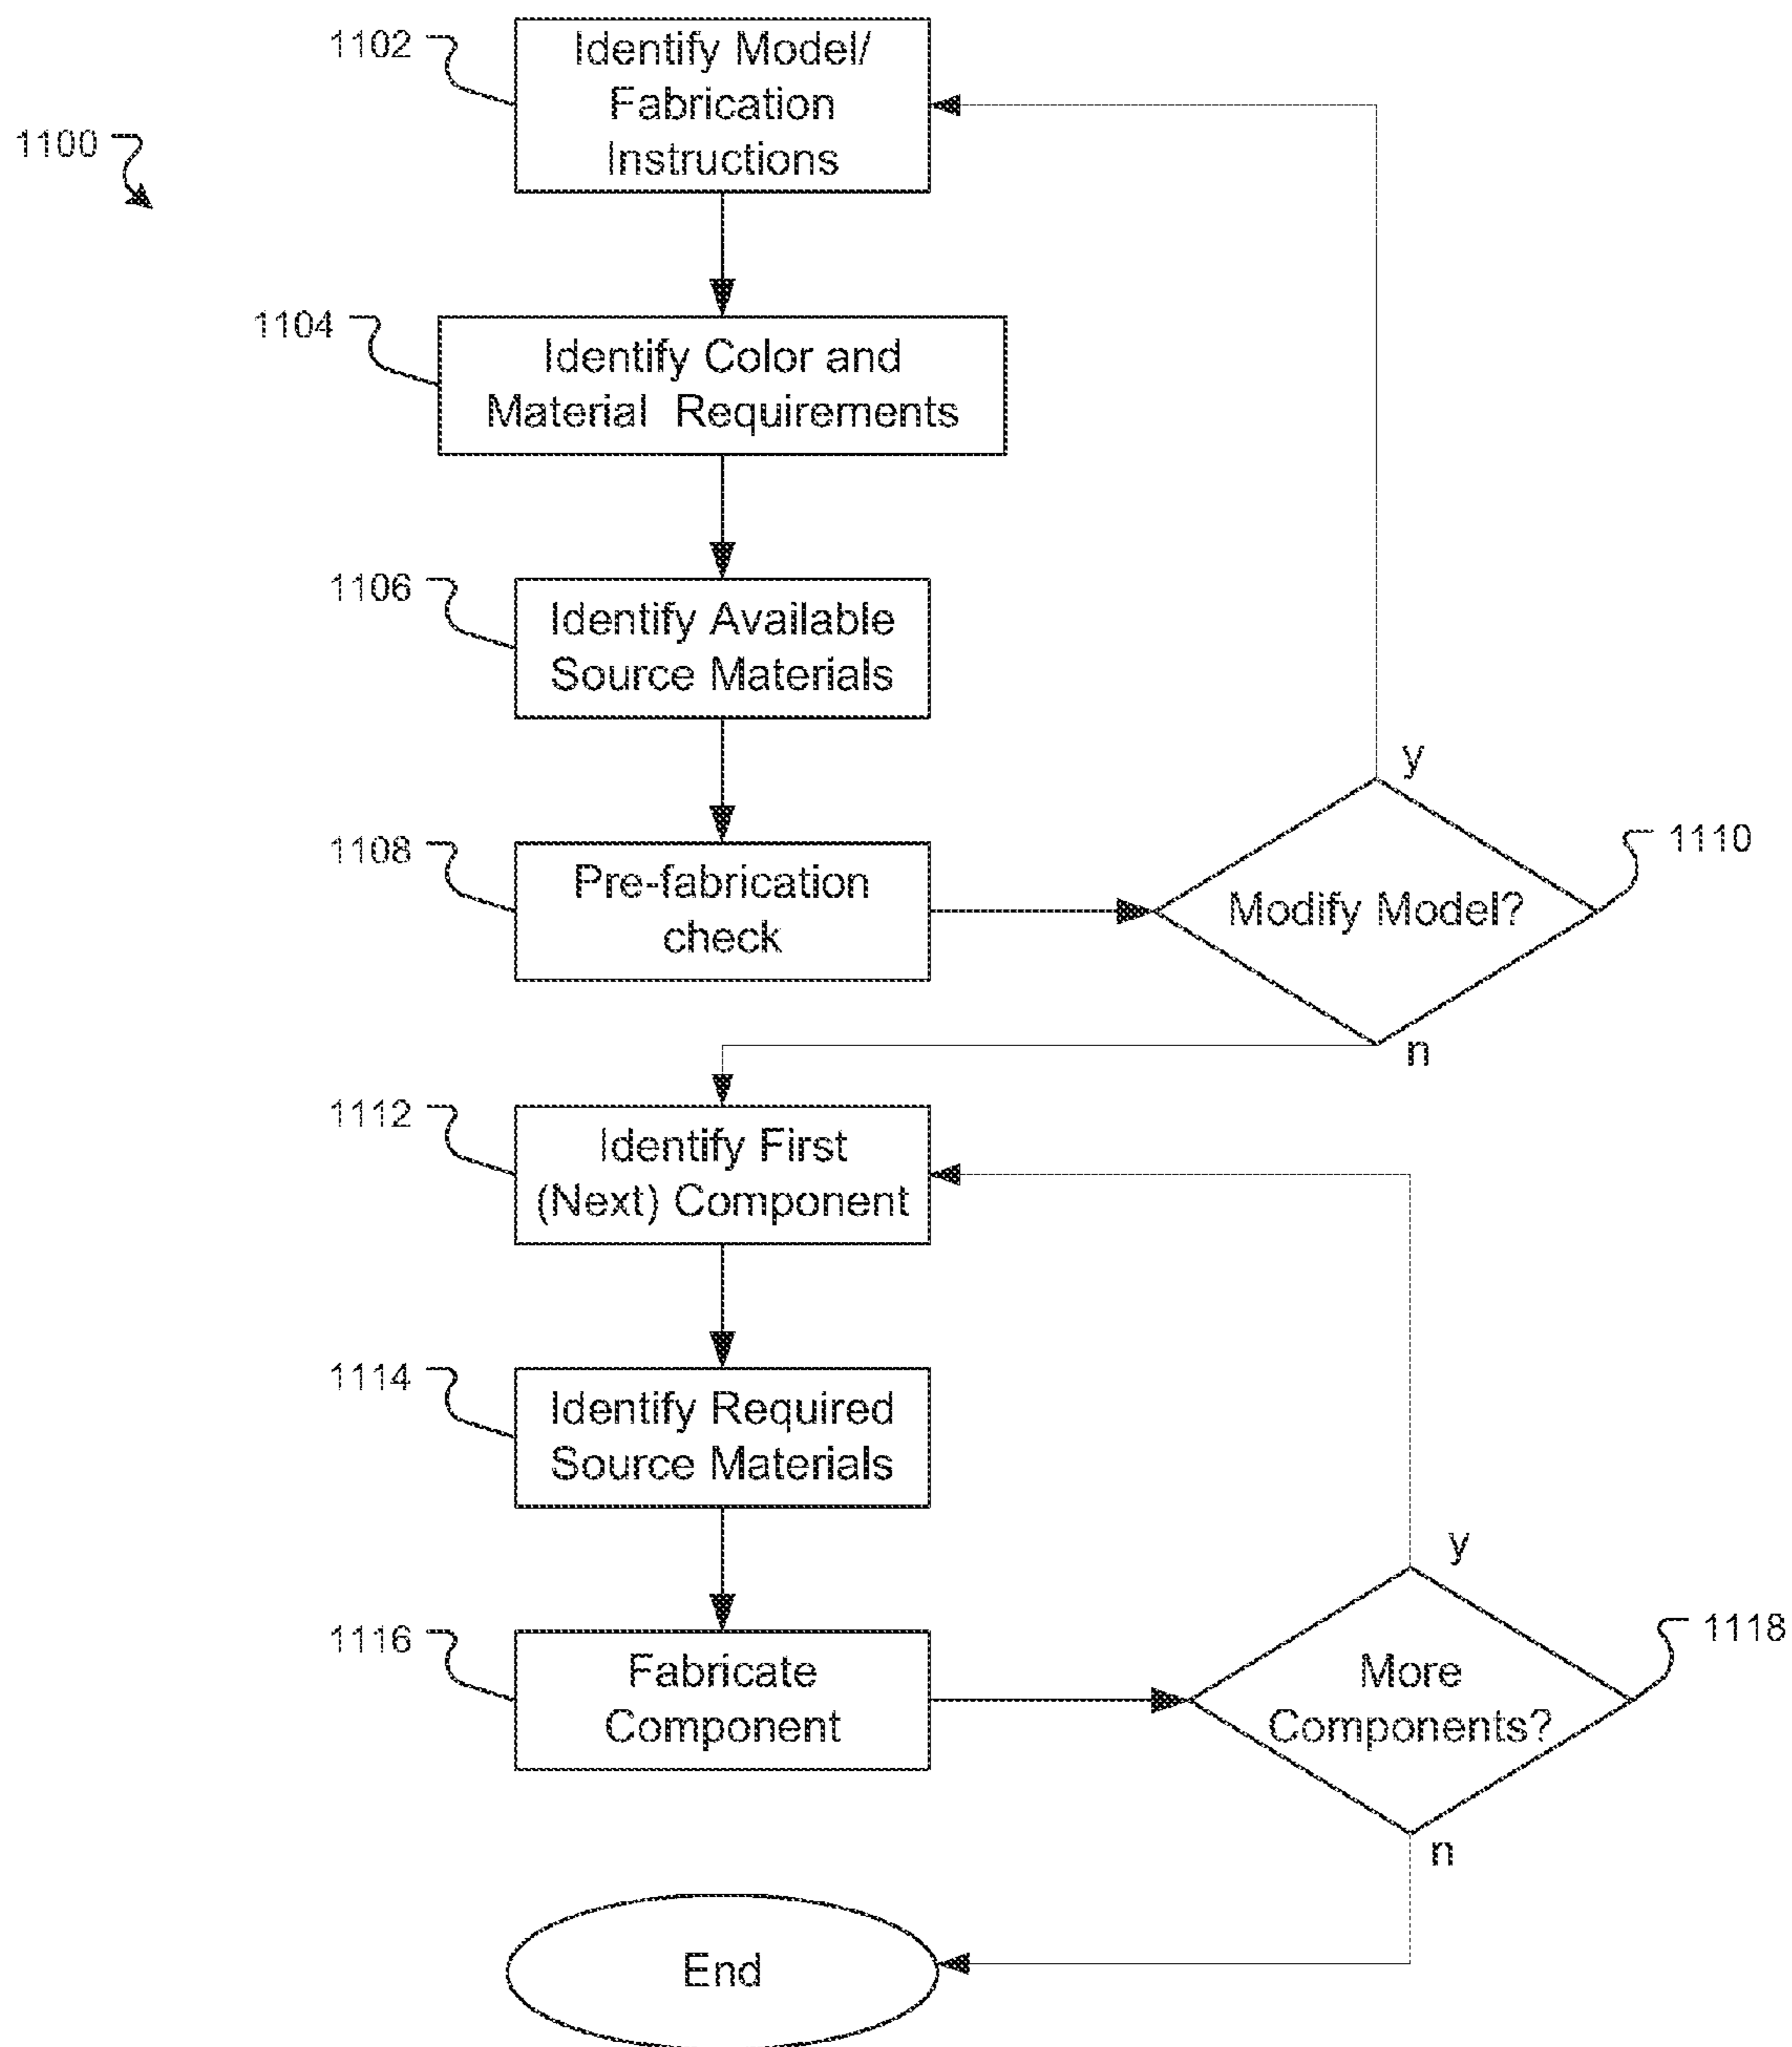 1102
Identify Model/
Fabrication
Instructions
1100
1104
Identify Color and
Material Requirements
1106
Identify Available
Source Materials
y
1108
Pre-fabrication
check
Modify Model?
1110
n
1112
Identify First
(Next) Component
1114
Identify Required
Source Materials
y
1116
Fabricate
Component
More
Components?
1118
n
End